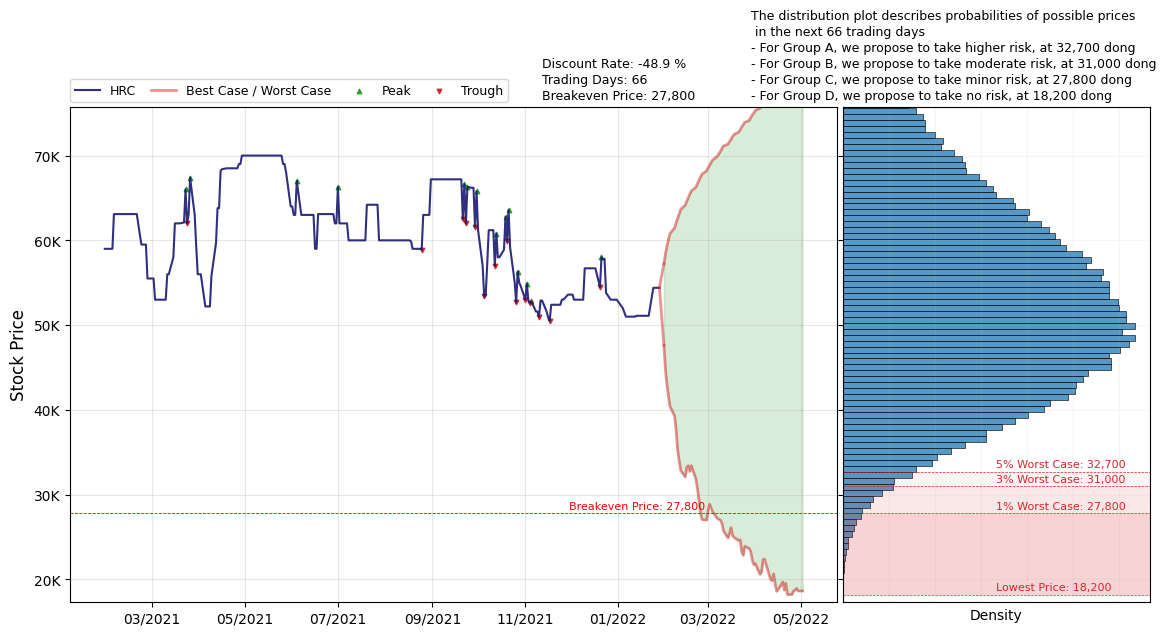 The distribution plot describes probabilities of possible prices
in the next 66 trading days
- For Group A, we propose to take higher risk, at 32,700 dong
- For Group B, we propose to take moderate risk, at 31,000 dong
- For Group C, we propose to take minor risk, at 27,800 dong
- For Group D, we propose to take no risk, at 18,200 dong
Discount Rate: -48.9 %
Trading Days: 66
Breakeven Price: 27,800
HRC
Best Case / Worst Case
Peak
Trough
Stock Price
70K
60K
50K
40K
30K
20K
Breakeven Price: 27,800
03/2021
05/2021
07/2021
09/2021
11/2021
01/2022
03/2022
05/2022
5% Worst Case: 32,700
3% Worst Case: 31,000
1% Worst Case: 27,800
Lowest Price: 18,200
Density